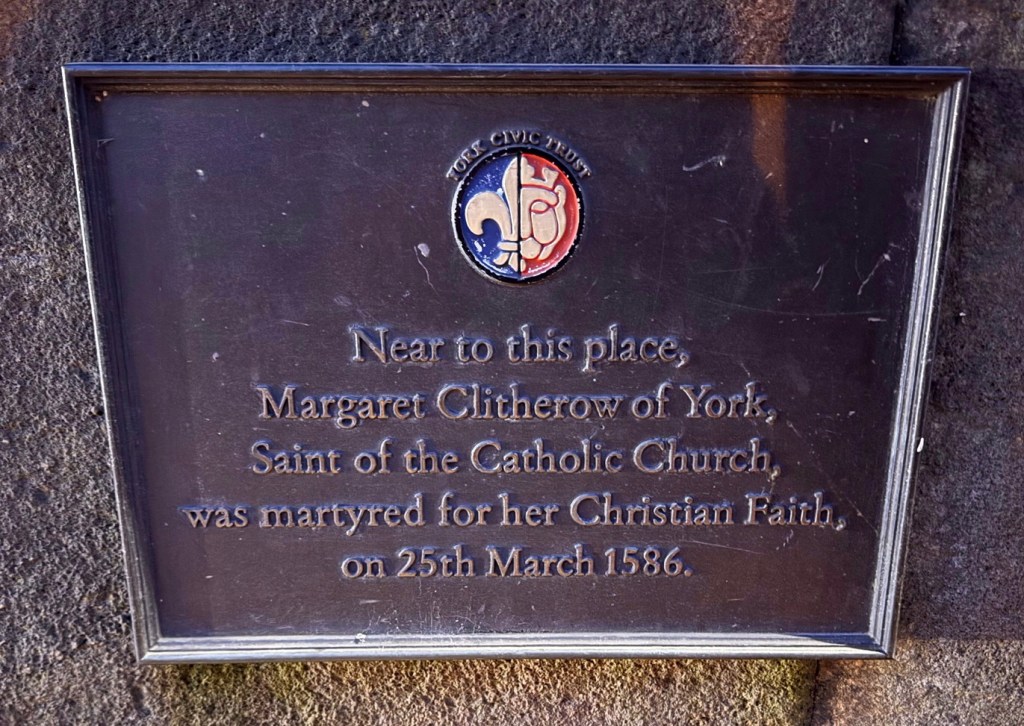 YORK CIVIC TRUST
Near to this place,
Margaret Clitherow of York,
Saint of the Catholic Church,
was martyred for her Christian Faith,
on 25th March 1586.